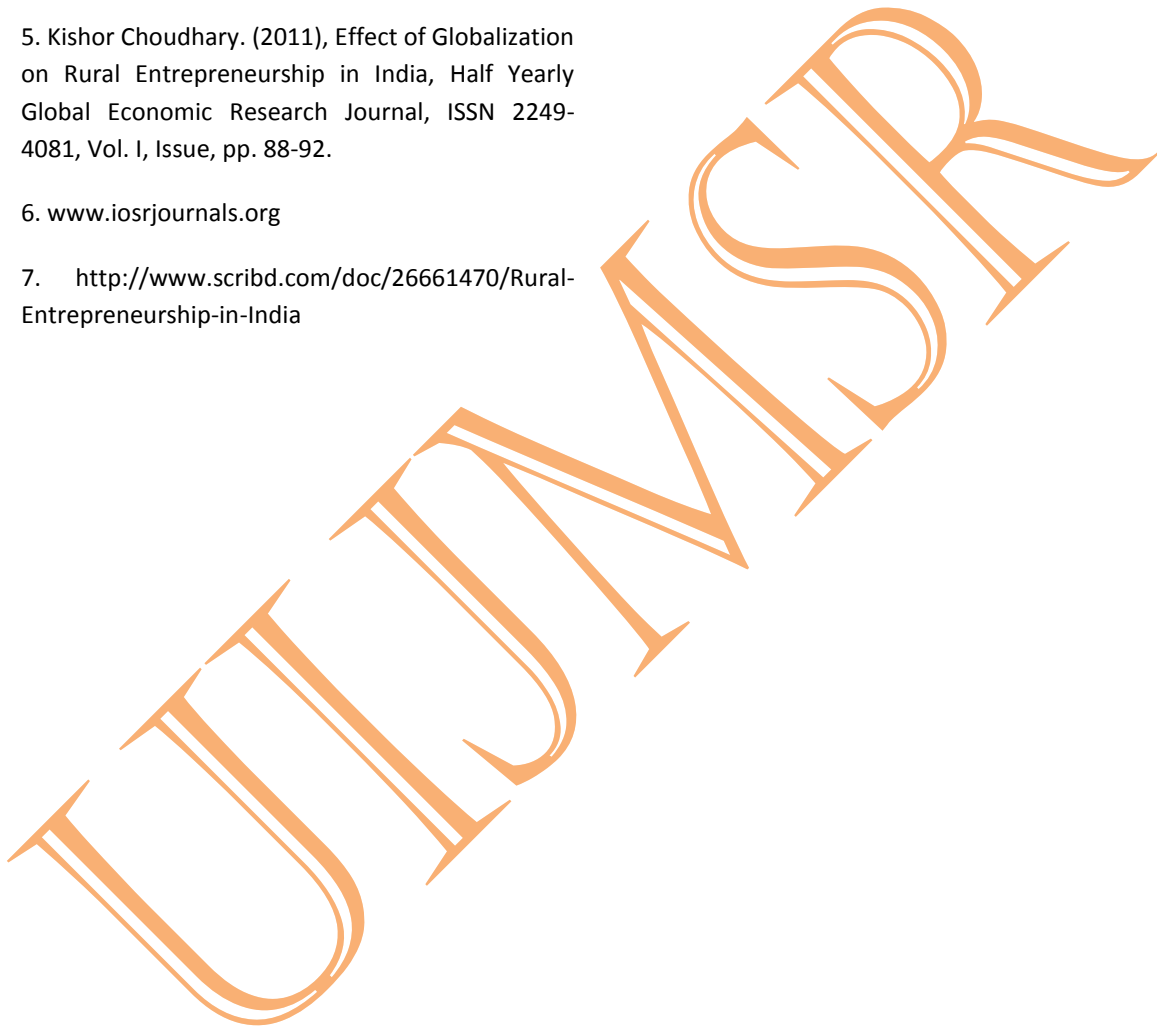 5. Kishor Choudhary. (2011), Effect of Globalization
on Rural Entrepreneurship in India, Half Yearly
Global Economic Research Journal, ISSN 2249-
4081, Vol. I, Issue, pp. 88-92.
6. www.iosrjournals.org
7. http://www.scribd.com/doc/26661470/Rural-
Entrepreneurship-in-India
UIJMSR